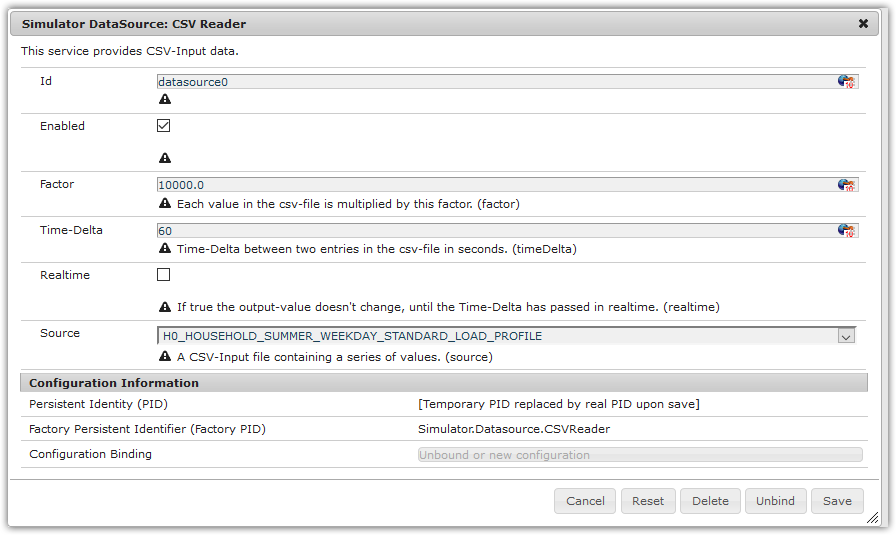 Simulator DataSource: CSV Reader
This service provides CSV-Input data.
Id
datasource0
Enabled
Factor
10000.0
Each value in the csv-file is multiplied by this factor. (factor)
Time-Delta
60
Time-Delta between two entries in the csv-file in seconds. (timeDelta)
Realtime
If true the output-value doesn't change, until the Time-Delta has passed in realtime. (realtime)
Source
H0_HOUSEHOLD_SUMMER_WEEKDAY_STANDARD_LOAD_PROFILE
A CSV-Input file containing a series of values. (source)
Configuration Information
Persistent Identity (PID) [Temporary PID replaced by real PID upon save]
Factory Persistent Identifier (Factory PID) Simulator.Datasource.CSVReader
Configuration Binding Unbound or new configuration
Cancel Reset Delete Unbind Save